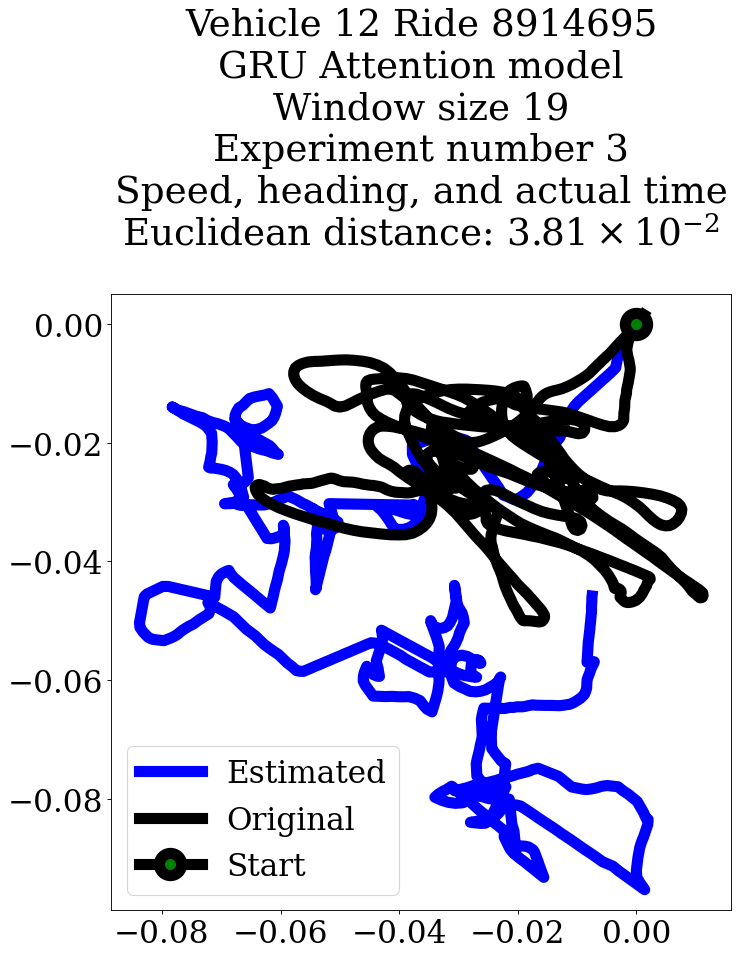 Vehicle 12 Ride 8914695
GRU Attention model
Window size 19
Experiment number 3
Speed, heading, and actual time
Euclidean distance: 3.81 × 10⁻²
0.00
−0.02
−0.04
−0.06
−0.08
Estimated
Original
Start
−0.08 −0.06 −0.04 −0.02 0.00